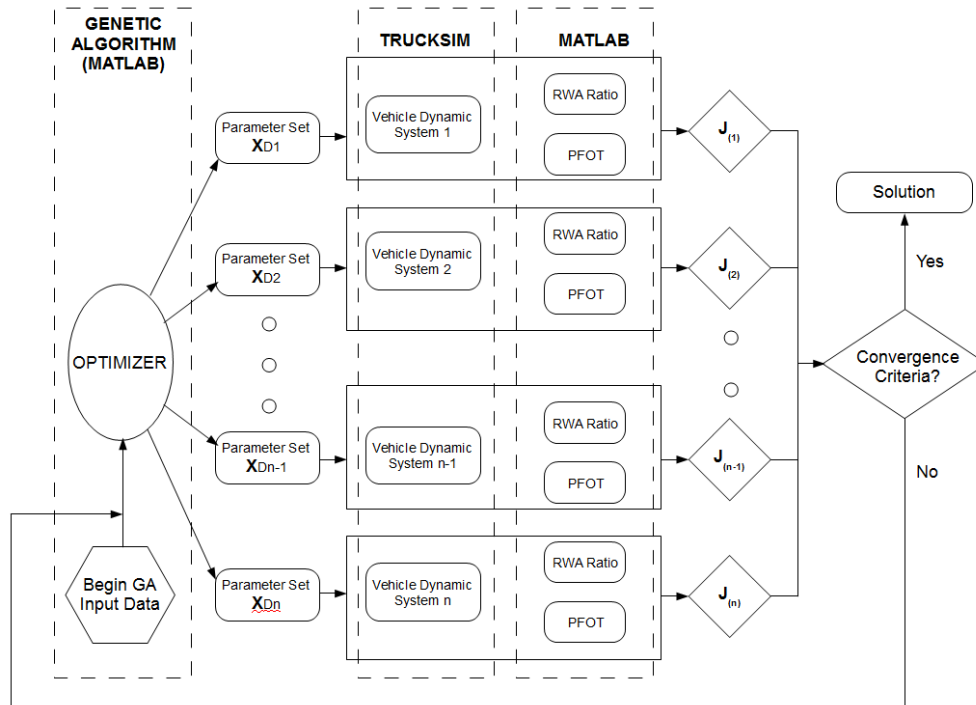 GENETIC
ALGORITHM
(MATLAB)
TRUCKSIM
MATLAB
Parameter Set
XD1
Vehicle Dynamic
System 1
RWA Ratio
PFOT
J(1)
Parameter Set
XD2
Vehicle Dynamic
System 2
RWA Ratio
PFOT
J(2)
Solution
Yes
OPTIMIZER
Convergence
Criteria?
Parameter Set
XDn-1
Vehicle Dynamic
System n-1
RWA Ratio
PFOT
J(n-1)
No
Begin GA
Input Data
Parameter Set
XDn
Vehicle Dynamic
System n
RWA Ratio
PFOT
J(n)